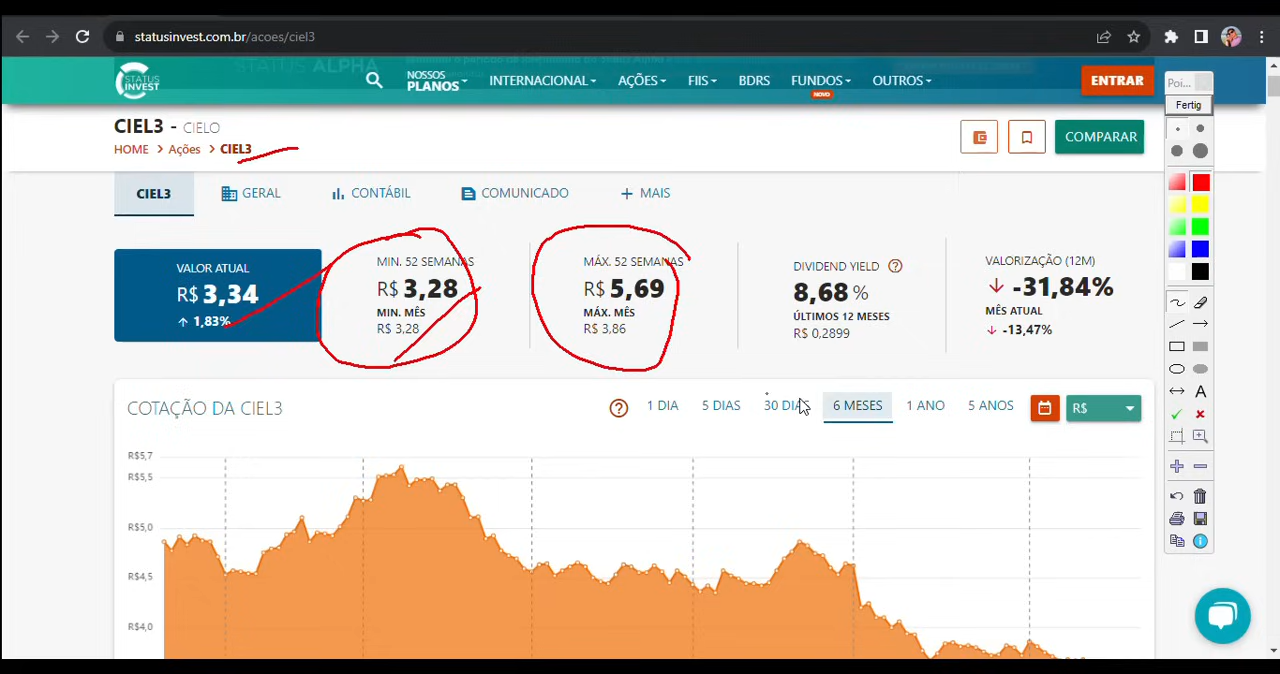 statusinvest.com.br/acoes/ciel3
STATUS ALPHA
STATUS
INVEST
NOSSOS
PLANOS
INTERNACIONAL
AÇÕES
FIIS
BDRS
FUNDOS
NOVO
OUTROS
ENTRAR
Poi...
Fertig
CIEL3 - CIELO
HOME > Ações > CIEL3
COMPARAR
CIEL3
GERAL
CONTÁBIL
COMUNICADO
+ MAIS
VALOR ATUAL
R$ 3,34
1,83%
MIN. 52 SEMANAS
R$ 3,28
MIN. MÊS
R$ 3,28
MÁX. 52 SEMANAS
R$ 5,69
MÁX. MÊS
R$ 3,86
DIVIDEND YIELD
8,68 %
ÚLTIMOS 12 MESES
R$ 0,2899
VALORIZAÇÃO (12M)
-31,84%
MÊS ATUAL
-13,47%
COTAÇÃO DA CIEL3
1 DIA
5 DIAS
30 DIAS
6 MESES
1 ANO
5 ANOS
R$
R$5,7
R$5,5
R$5,0
R$4,5
R$4,0
A